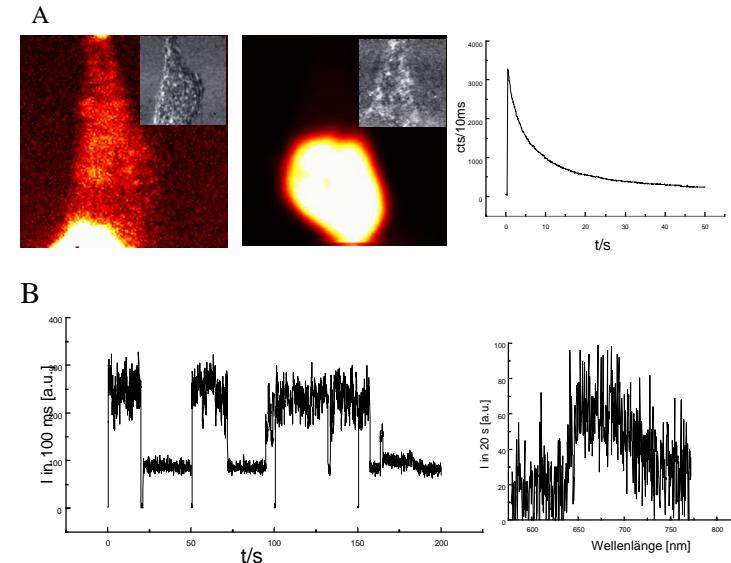 A
4000
3000
2000
1000
0
cts/10ms
0 10 20 30 40 50
t/s
B
400
300
200
100
0
I in 100 ms [a.u.]
0 50 100 150 200
t/s
100
80
60
40
20
0
I in 20 s [a.u.]
600 650 700 750 800
Wellenlänge [nm]